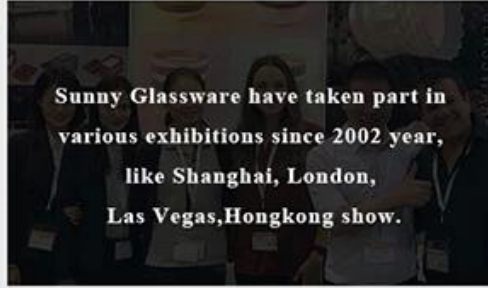 Sunny Glassware have taken part in
various exhibitions since 2002 year,
like Shanghai, London,
Las Vegas,Hongkong show.